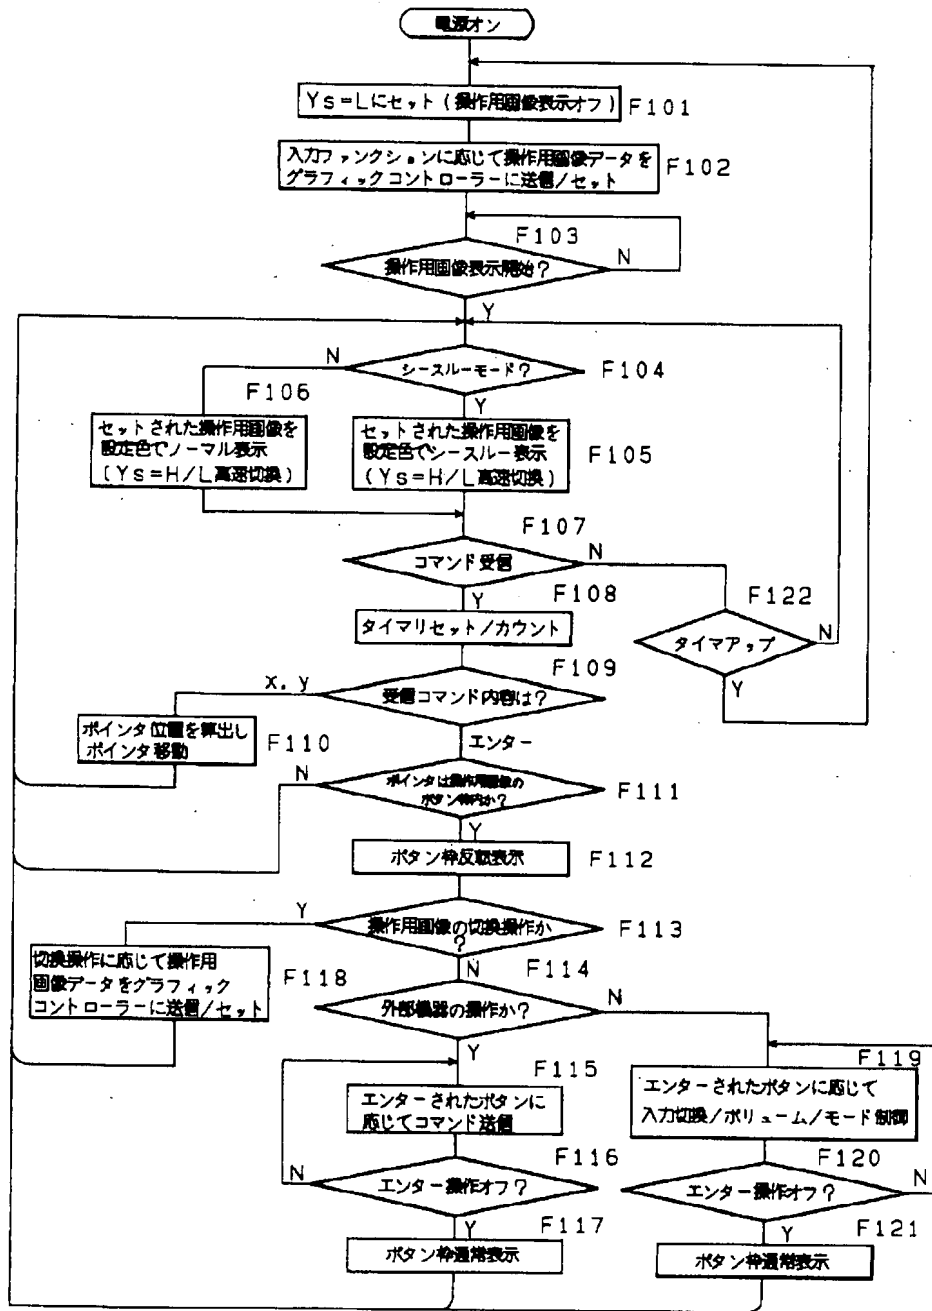 電源オン
Ys=Lにセット(操作用画像表示オフ)
F101
入力ファンクションに応じて操作用画像データを
グラフィックコントローラーに送信/セット
F102
F103
操作用画像表示開始?
N
Y
シースルーモード?
F104
N
F106
Y
セットされた操作用画像を
設定色でノーマル表示
(Ys=H/L高速切換)
セットされた操作用画像を
設定色でシースルー表示
(Ys=H/L高速切換)
F105
F107
コマンド受信
N
Y
F108
F122
タイマリセット/カウント
タイマアップ
N
Y
F109
x.y
受信コマンド内容は?
ポインタ位置を算出し
ポインタ移動
F110
エンター
N
ポインタは操作用画像の
ボタン枠内か?
F111
Y
ボタン枠反転表示
F112
Y
操作用画像の切換操作か
?
F113
切換操作に応じて操作用
画像データをグラフィック
コントローラーに送信/セット
F118
N
F114
外部機器の操作か?
N
Y
F115
F119
エンターされたボタンに
応じてコマンド送信
エンターされたボタンに応じて
入力切換/ボリューム/モード制御
F116
F120
N
エンター操作オフ?
エンター操作オフ?
N
Y
F117
Y
F121
ボタン枠通常表示
ボタン枠通常表示